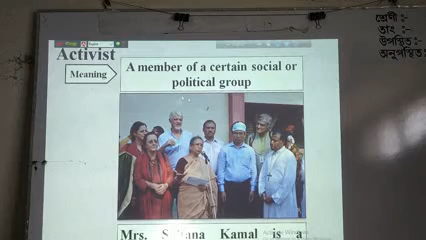 Activist
Meaning
A member of a certain social or
political group
Mrs. Sultana Kamal is a
শ্রেণী :-
তাং :-
উপস্থিত:-
অনুপস্থিত: